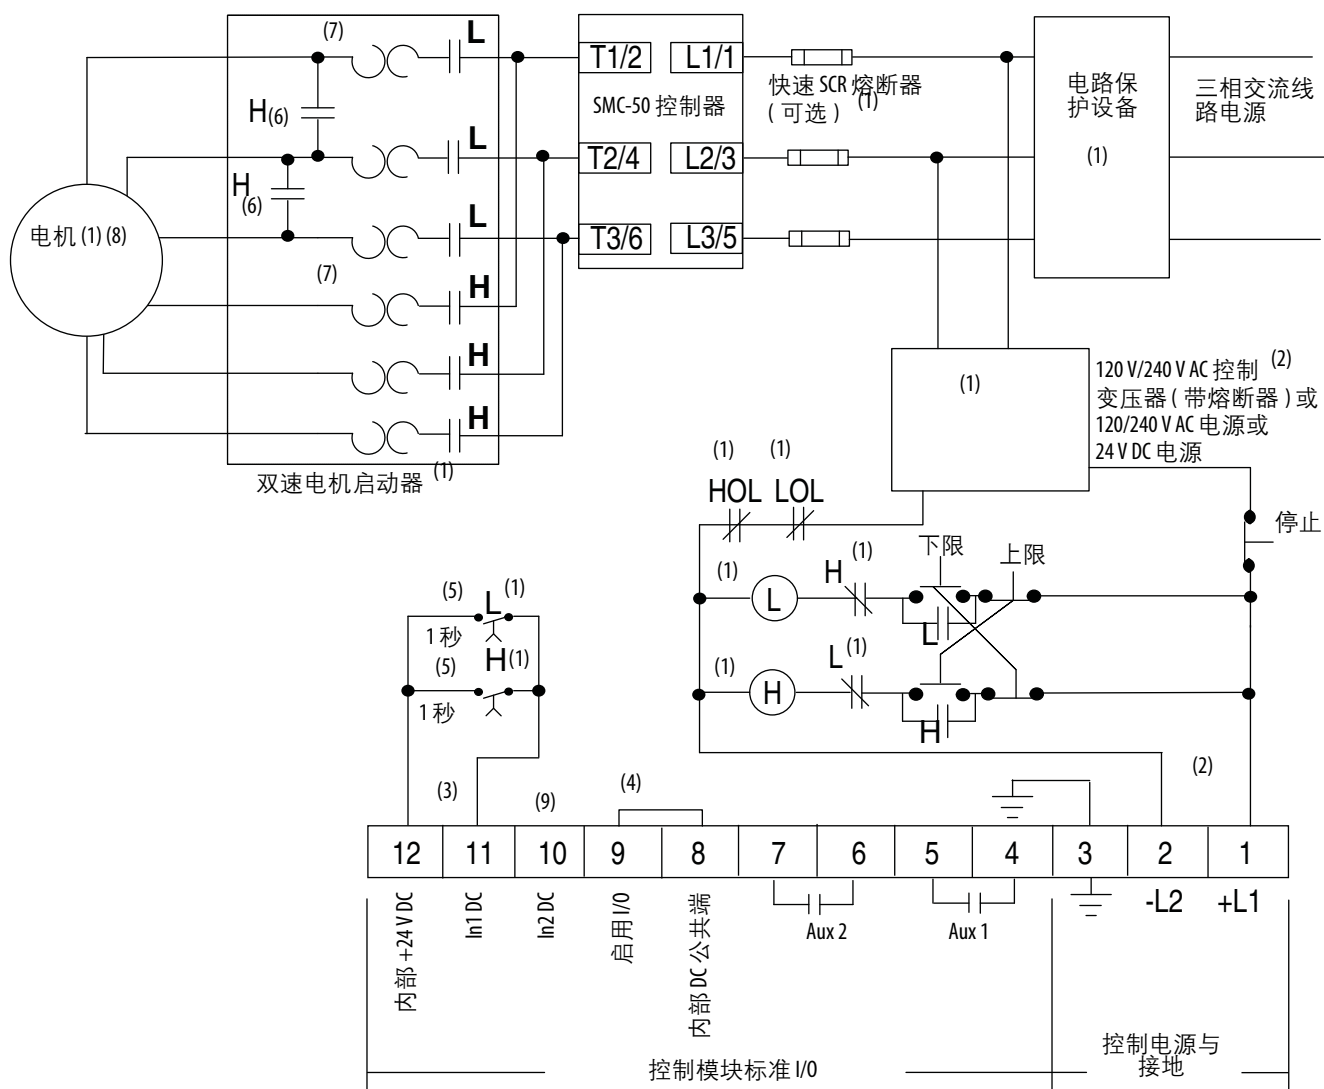 (7)
L
T1/2
L1/1
快速 SCR 熔断器
( 可选 ) (1)
电路保
护设备
(1)
三相交流线
路电源
SMC-50 控制器
H(6)
L
T2/4
L2/3
H
(6)
L
T3/6
L3/5
电机 (1) (8)
(7)
H
H
H
(1)
双速电机启动器 (1)
120 V/240 V AC 控制 (2)
变压器 ( 带熔断器 ) 或
120/240 V AC 电源或
24 V DC 电源
(1)
(1)
HOL
LOL
停止
下限
上限
(1)
L
H
(1)
L
(1)
H
L
(1)
H
(5)
L
(1)
1 秒
(5)
H
(1)
1 秒
(3)
(9)
(4)
(2)
12
11
10
9
8
7
6
5
4
3
2
1
内部 +24 V DC
In1 DC
In2 DC
启用 I/0
内部 DC 公共端
Aux 2
Aux 1
-L2
+L1
控制模块标准 I/0
控制电源与
接地